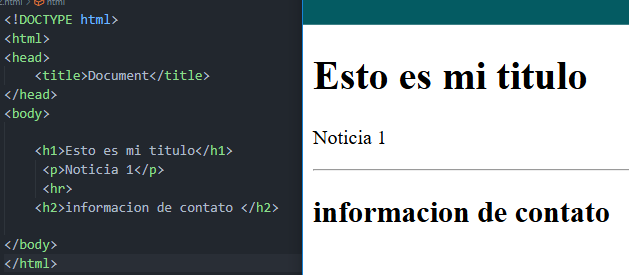 html
<!DOCTYPE html>
<html>
<head>
<title>Document</title>
</head>
<body>
<h1>Esto es mi titulo</h1>
<p>Noticia 1</p>
<hr>
<h2>informacion de contato </h2>
</body>
</html>
Esto es mi titulo
Noticia 1
informacion de contato